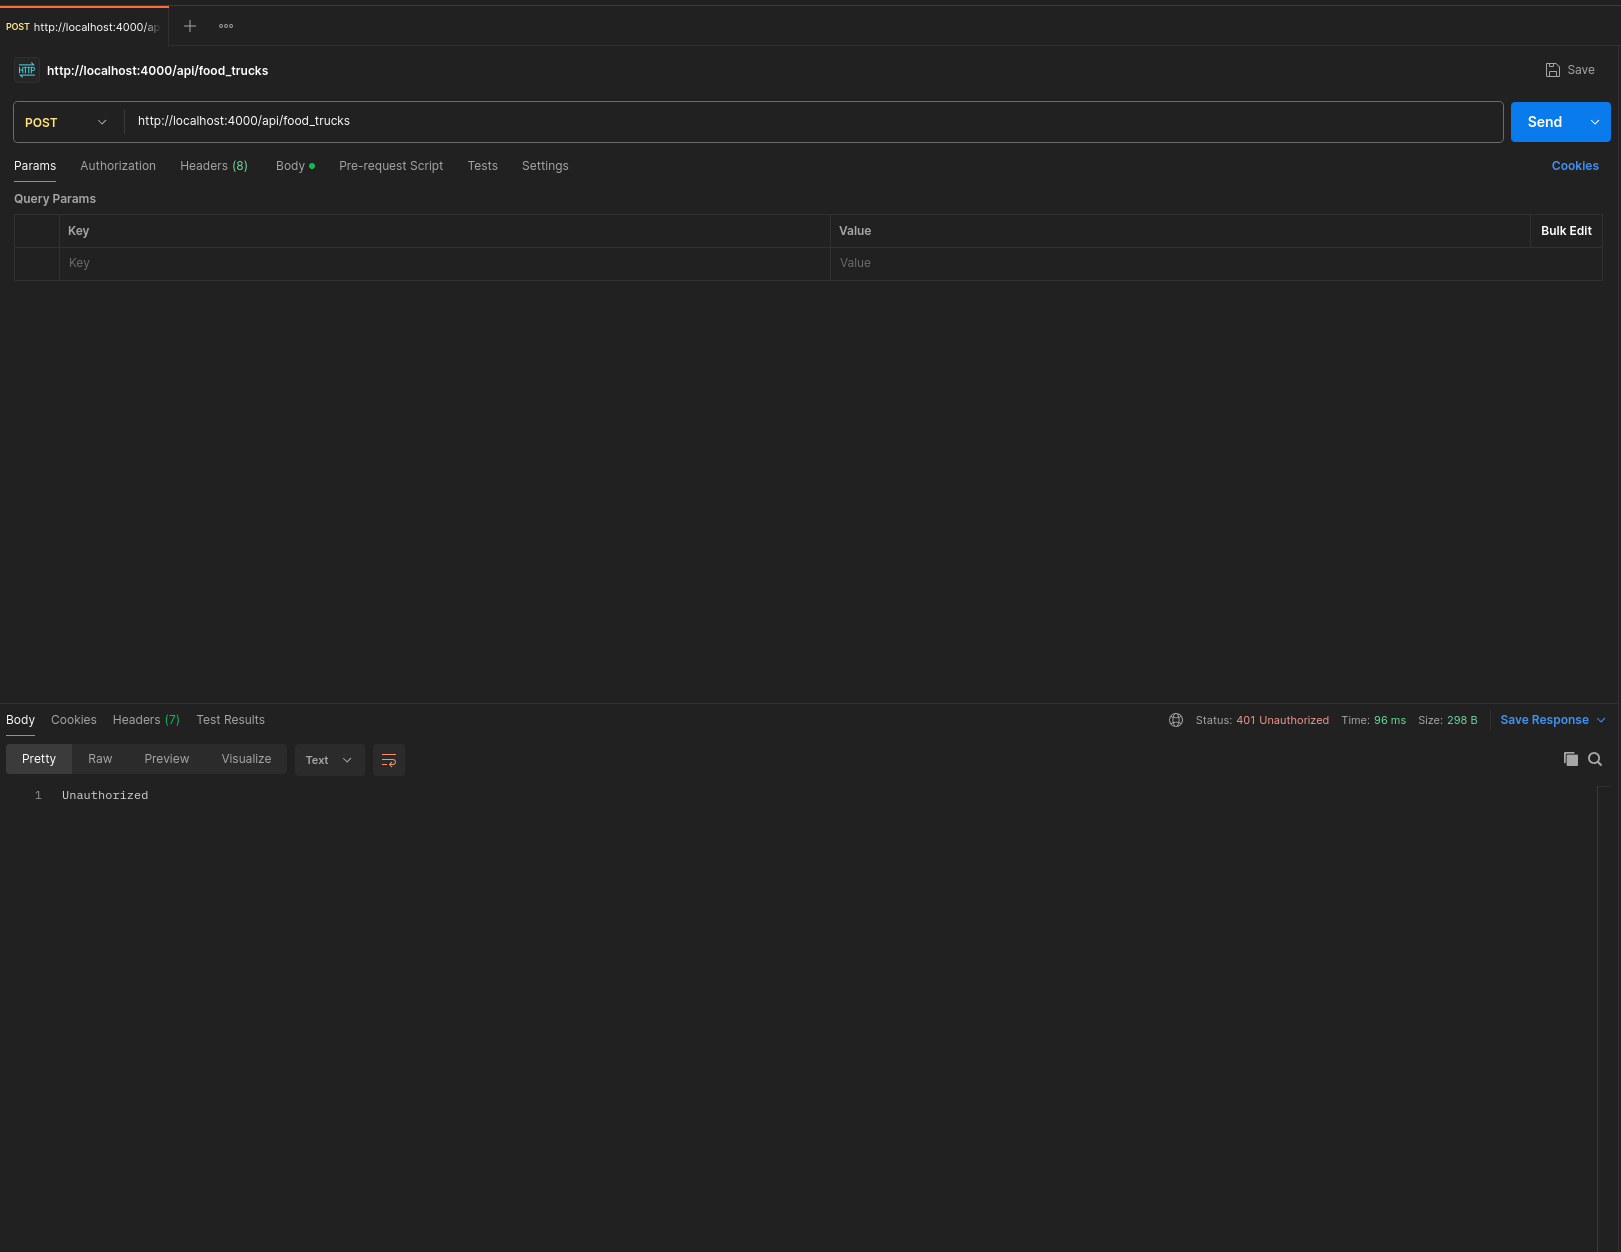 POST http://localhost:4000/ap
HTTP http://localhost:4000/api/food_trucks Save
POST http://localhost:4000/api/food_trucks Send
Params Authorization Headers (8) Body Pre-request Script Tests Settings Cookies
Query Params
Key Value Bulk Edit
Key Value
Body Cookies Headers (7) Test Results Status: 401 Unauthorized Time: 96 ms Size: 298 B Save Response
Pretty Raw Preview Visualize Text
1 Unauthorized